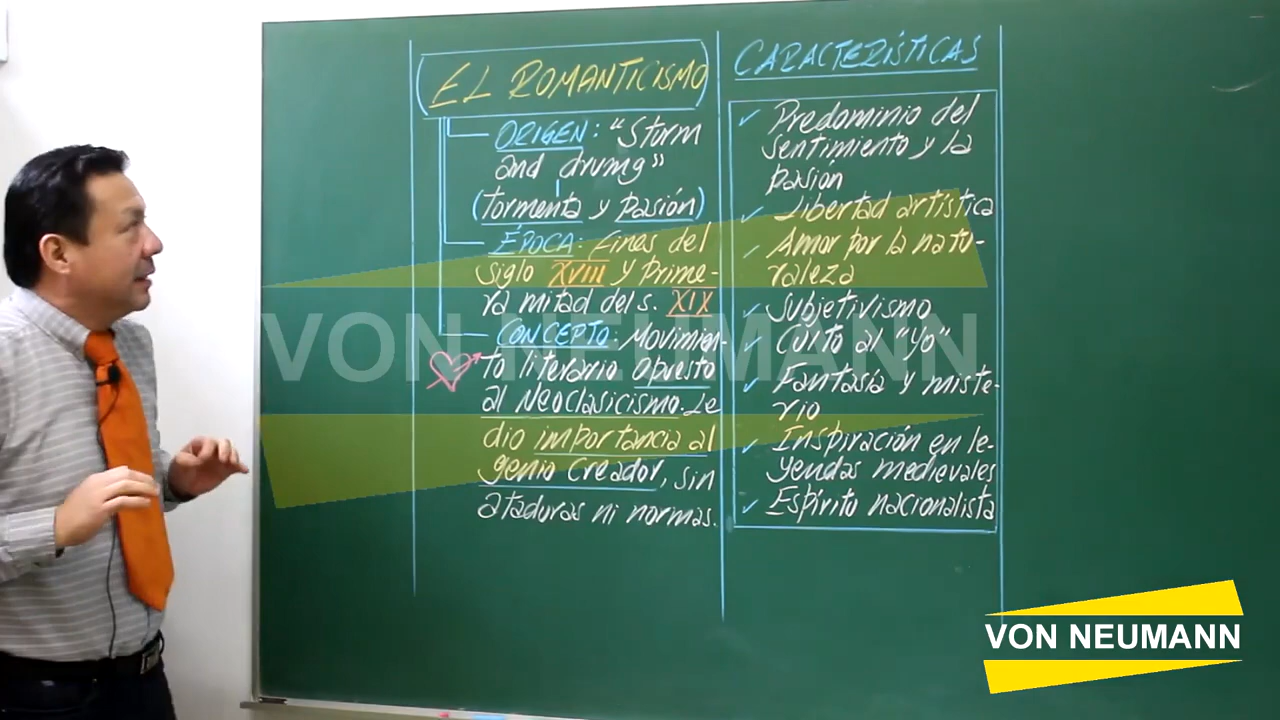 EL ROMANTICISMO
ORIGEN: "Storm
and drumg"
(tormenta y pasión)
ÉPOCA: Fines del
siglo XVIII y prime-
ra mitad del s. XIX
CONCEPTO: Movimien-
to literario opuesto
al Neoclasicismo. Le
dio importancia al
genio creador, sin
ataduras ni normas.
CARACTERÍSTICAS
✓ Predominio del
sentimiento y la
pasión
✓ Libertad artística
✓ Amor por la natu-
raleza
✓ Subjetivismo
✓ Culto al "yo"
✓ Fantasía y miste-
rio
✓ Inspiración en le-
yendas medievales
✓ Espíritu nacionalista
VON NEUMANN
VON NEUMANN